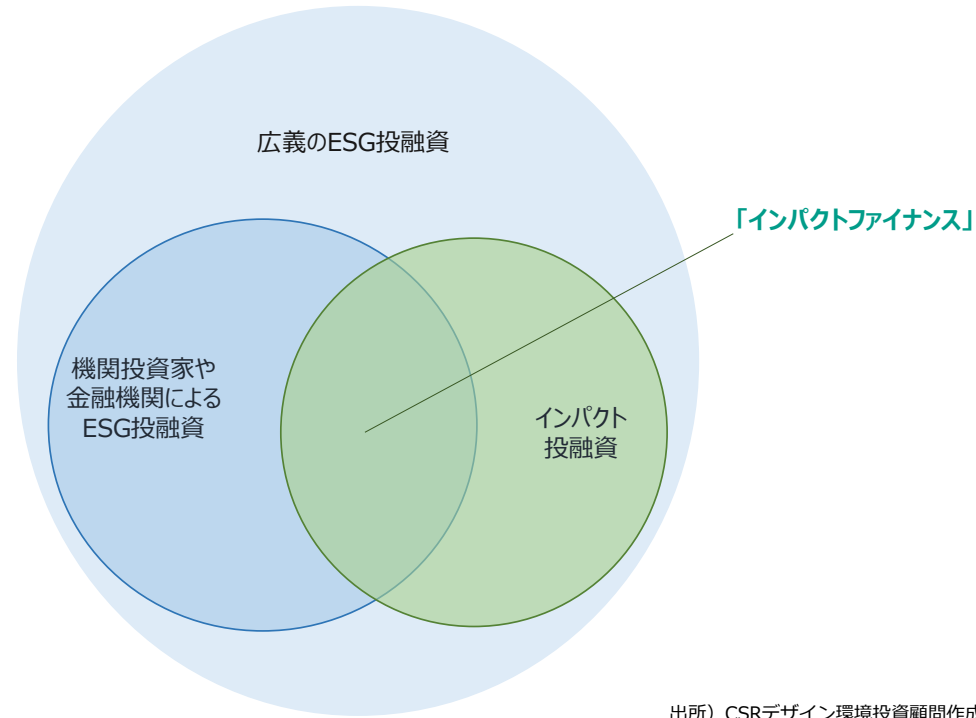 広義のESG投融資
「インパクトファイナンス」
機関投資家や
金融機関による
ESG投融資
インパクト
投融資
出所）CSRデザイン環境投資顧問作成